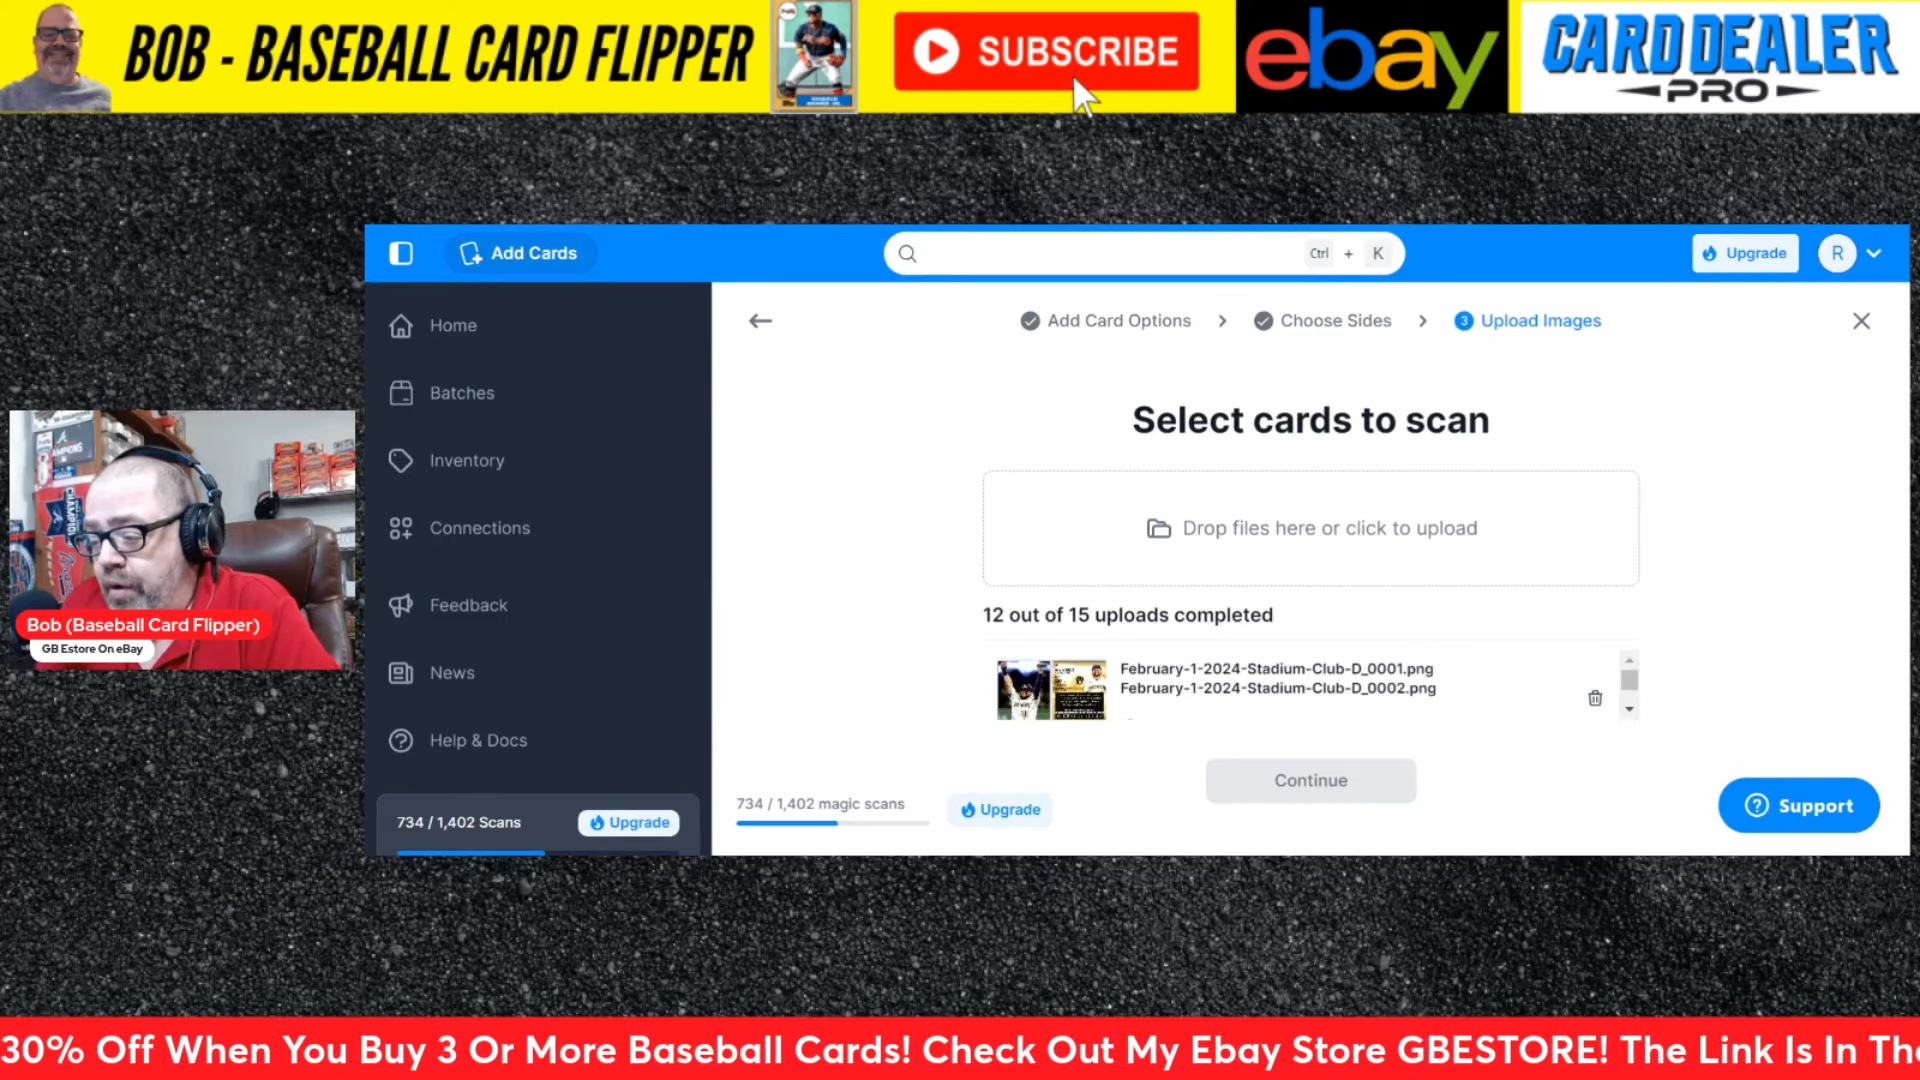 BOB - BASEBALL CARD FLIPPER
SUBSCRIBE
ebay
CARD DEALER
PRO
Add Cards
Ctrl + K
Upgrade
R
Home
Batches
Inventory
Connections
Feedback
News
Help & Docs
734 / 1,402 Scans
Upgrade
Add Card Options
Choose Sides
3 Upload Images
Select cards to scan
Drop files here or click to upload
12 out of 15 uploads completed
February-1-2024-Stadium-Club-D_0001.png
February-1-2024-Stadium-Club-D_0002.png
Continue
734 / 1,402 magic scans
Upgrade
Support
Bob (Baseball Card Flipper)
GB Estore On eBay
30% Off When You Buy 3 Or More Baseball Cards! Check Out My Ebay Store GBESTORE! The Link Is In